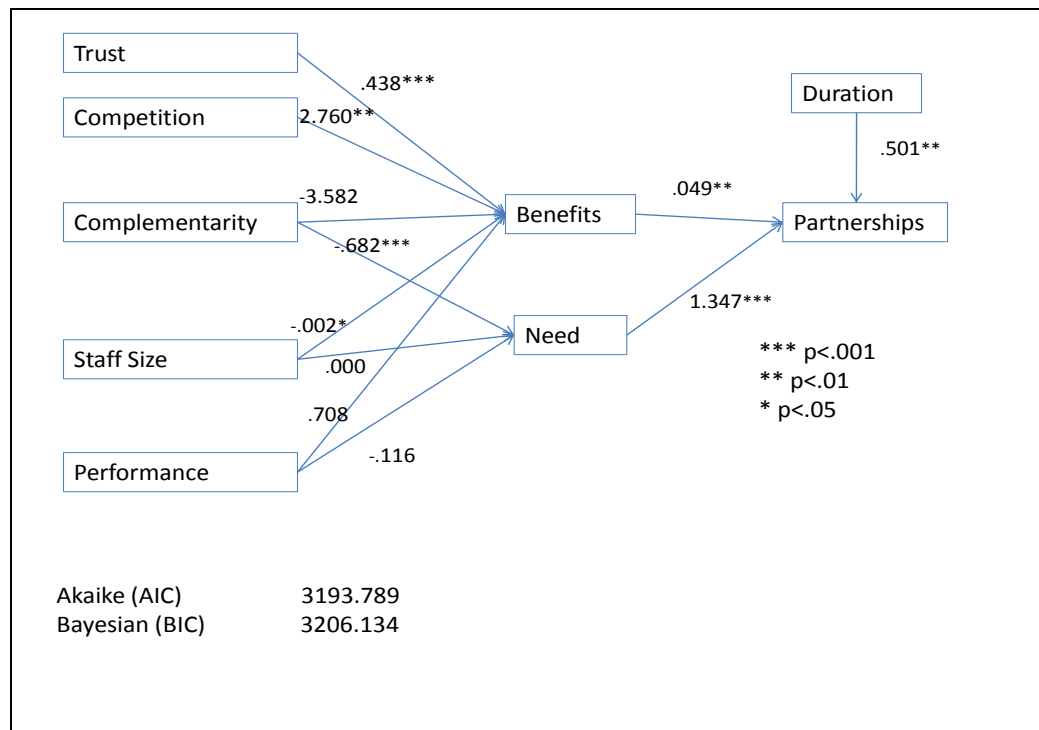 Trust
.438***
Duration
Competition
2.760**
.501**
Complementarity
-3.582
Benefits
.049**
Partnerships
-.682***
1.347***
-.002*
Need
Staff Size
.000
*** p<.001
** p<.01
* p<.05
.708
-.116
Performance
Akaike (AIC) 3193.789
Bayesian (BIC) 3206.134